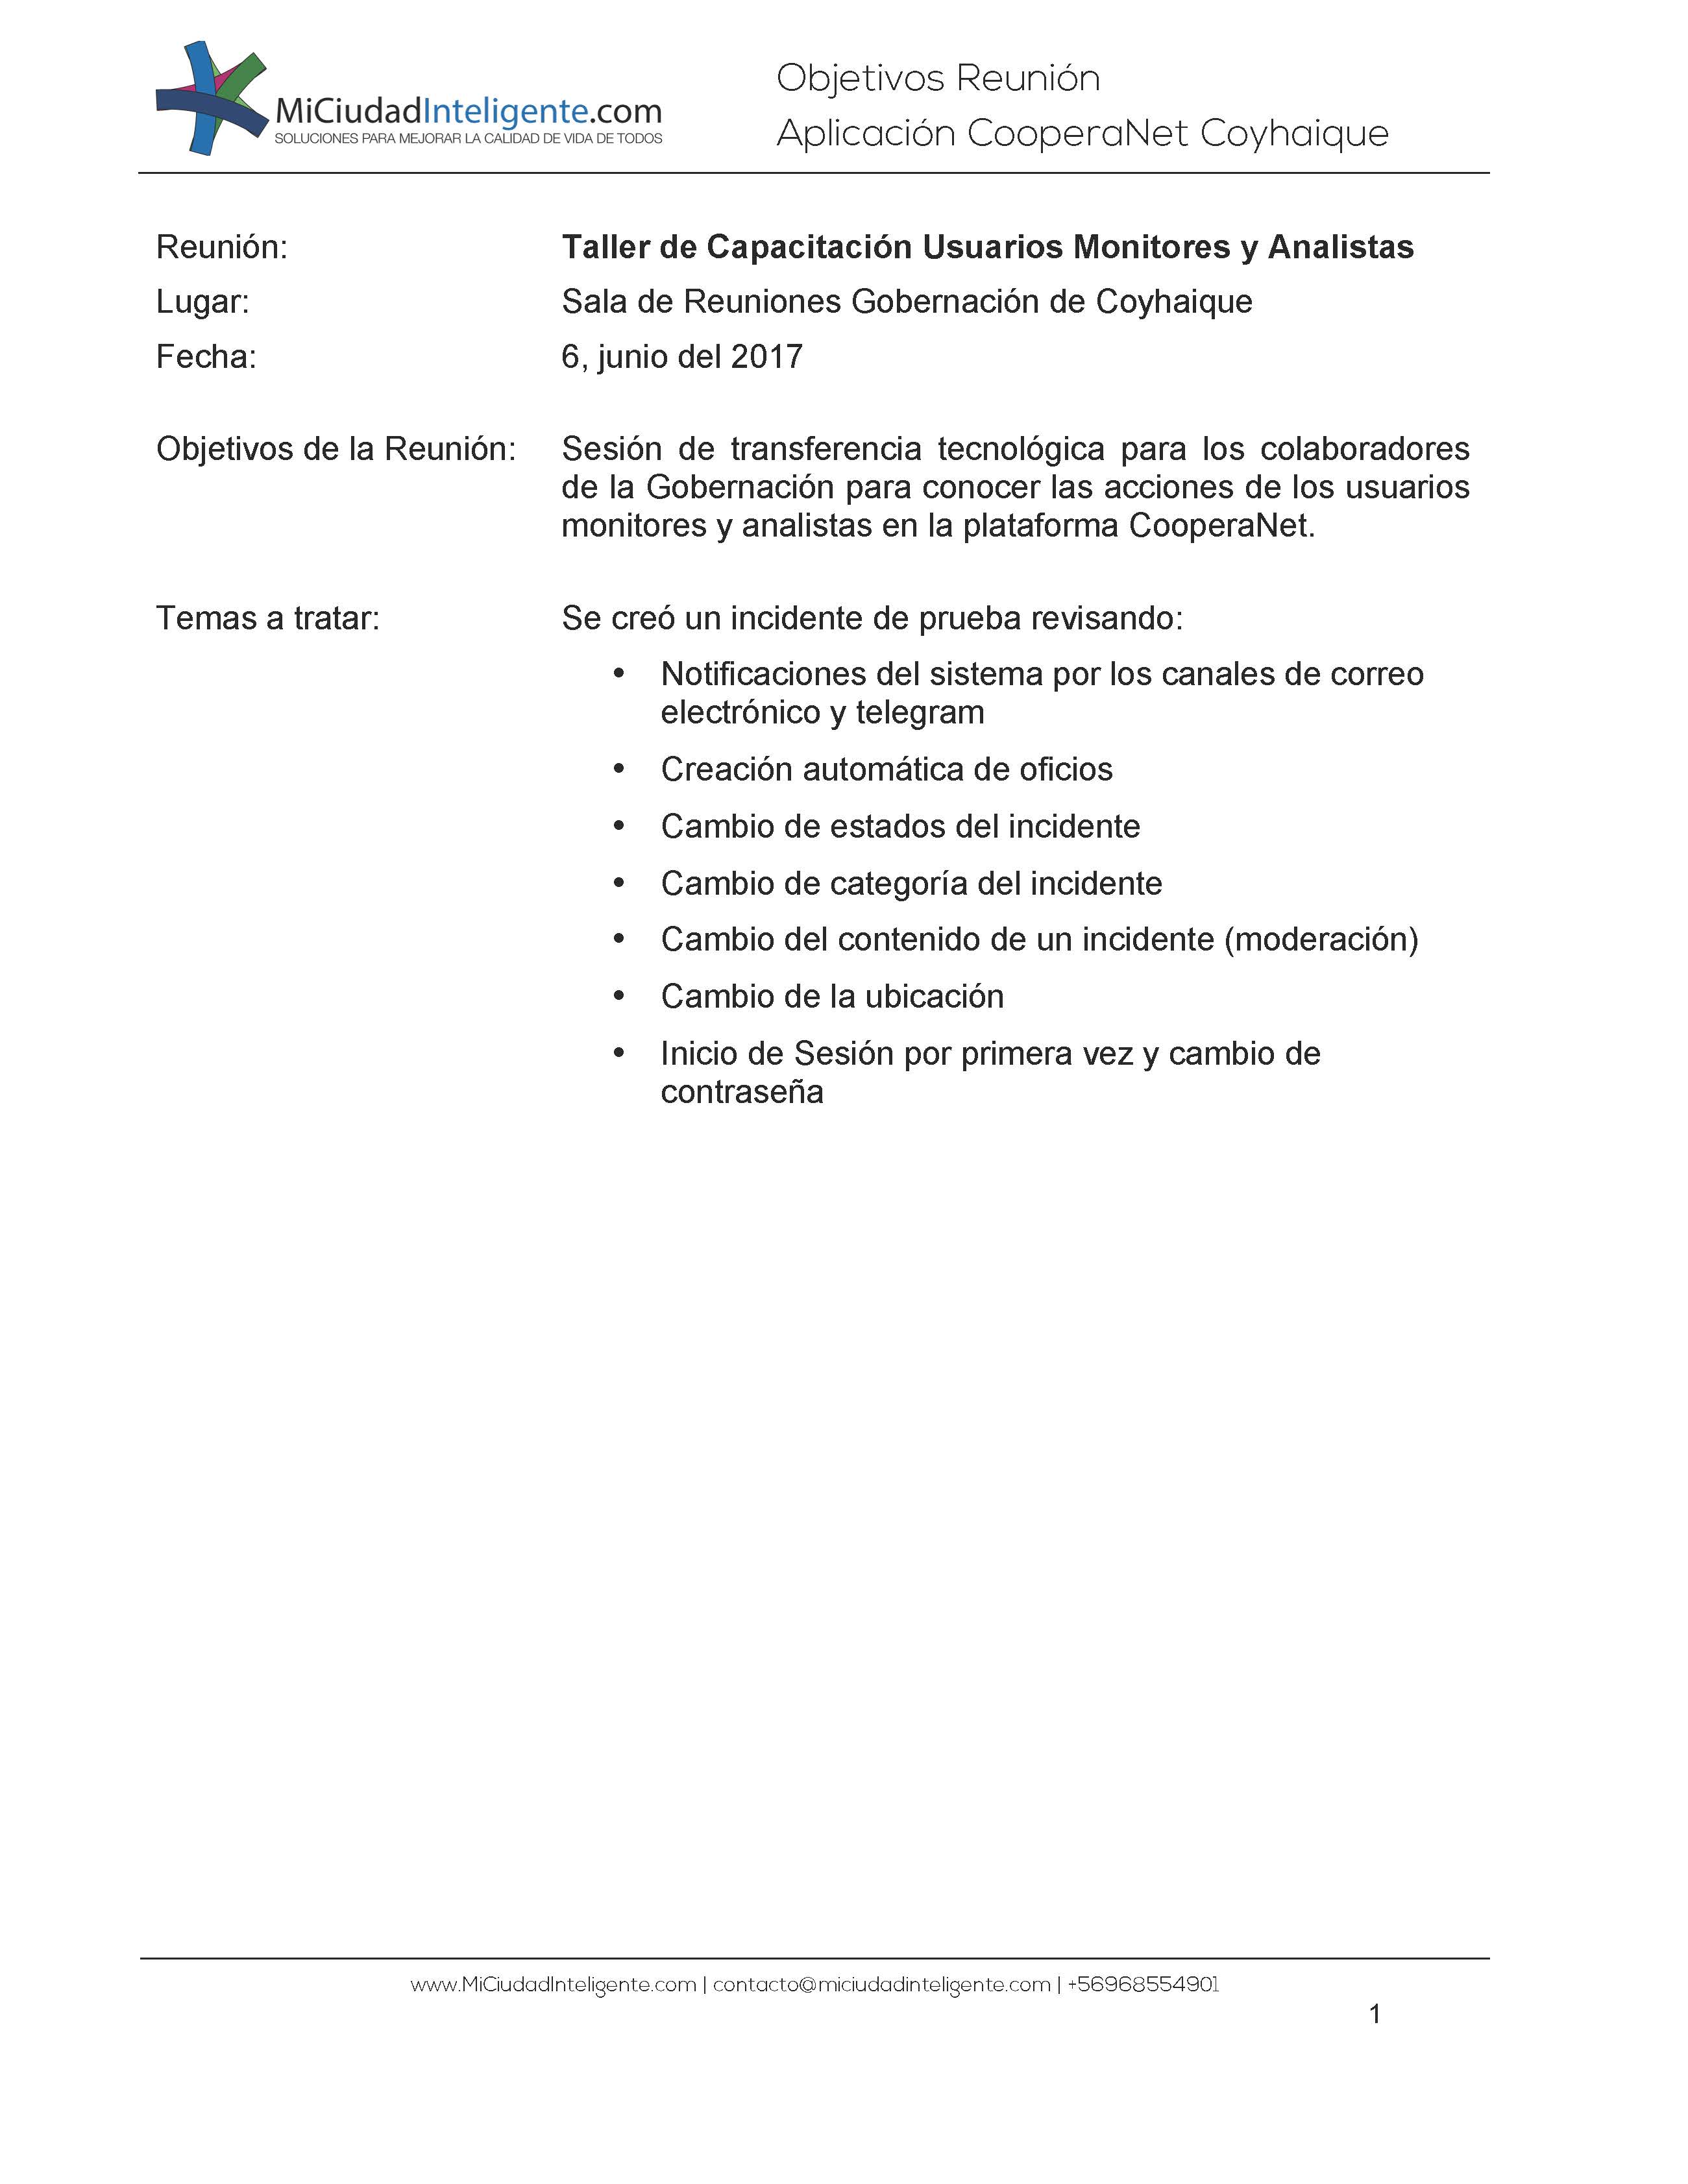 MiCiudadInteligente.com
SOLUCIONES PARA MEJORAR LA CALIDAD DE VIDA DE TODOS
Objetivos Reunión
Aplicación CooperaNet Coyhaique
Reunión: Taller de Capacitación Usuarios Monitores y Analistas
Lugar: Sala de Reuniones Gobernación de Coyhaique
Fecha: 6, junio del 2017
Objetivos de la Reunión: Sesión de transferencia tecnológica para los colaboradores
de la Gobernación para conocer las acciones de los usuarios
monitores y analistas en la plataforma CooperaNet.
Temas a tratar: Se creó un incidente de prueba revisando:
• Notificaciones del sistema por los canales de correo
electrónico y telegram
• Creación automática de oficios
• Cambio de estados del incidente
• Cambio de categoría del incidente
• Cambio del contenido de un incidente (moderación)
• Cambio de la ubicación
• Inicio de Sesión por primera vez y cambio de
contraseña
www.MiCiudadInteligente.com | contacto@miciudadinteligente.com | +56968554901
1